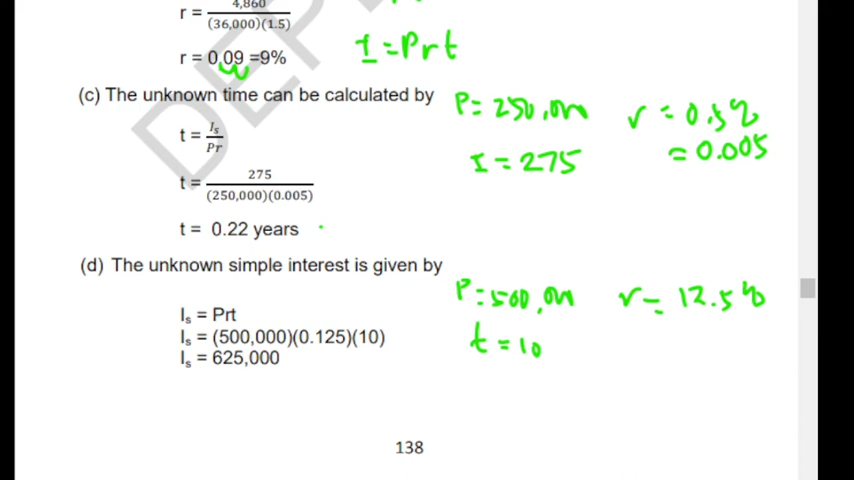 4,860
r = ————
(36,000)(1.5)
r = 0.09 =9%
I = Prt
(c) The unknown time can be calculated by
P = 250,000
r = 0.5%
= 0.005
t = Is/Pr
I = 275
t = 275/(250,000)(0.005)
t = 0.22 years
(d) The unknown simple interest is given by
P = 500,000
r = 12.5%
t = 10
Is = Prt
Is = (500,000)(0.125)(10)
Is = 625,000
138
DEP